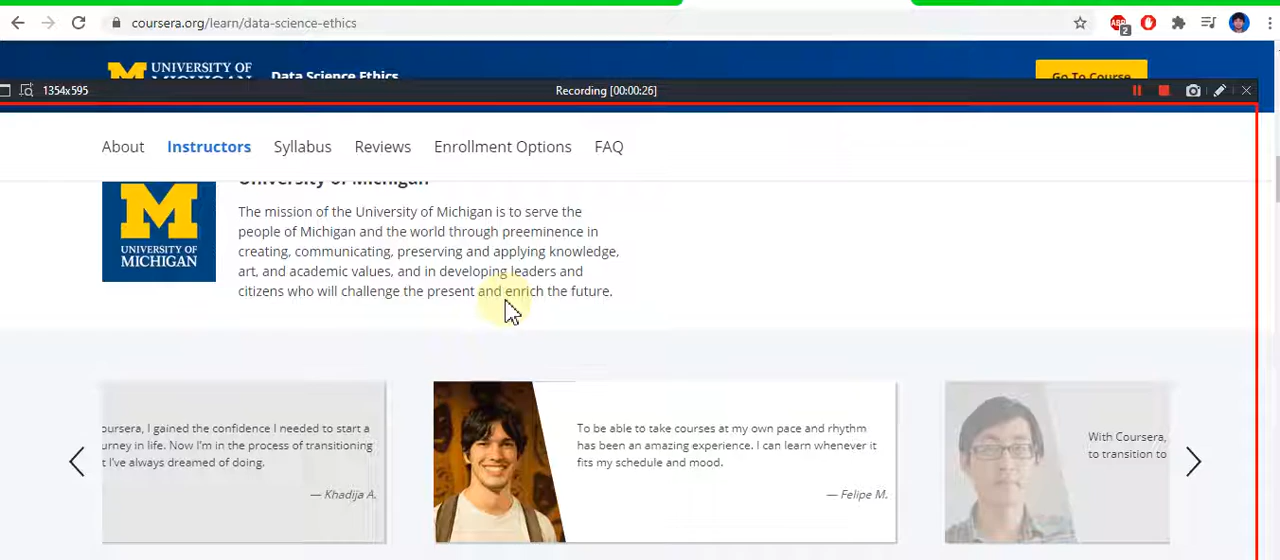 coursera.org/learn/data-science-ethics
ABP
2
UNIVERSITY OF
MICHIGAN
Data Science Ethics
Go To Course
1354x595
Recording [00:00:26]
About Instructors Syllabus Reviews Enrollment Options FAQ
University of Michigan
M
UNIVERSITY OF
MICHIGAN
The mission of the University of Michigan is to serve the
people of Michigan and the world through preeminence in
creating, communicating, preserving and applying knowledge,
art, and academic values, and in developing leaders and
citizens who will challenge the present and enrich the future.
oursera, I gained the confidence I needed to start a
urney in life. Now I'm in the process of transitioning
t I've always dreamed of doing.
— Khadija A.
To be able to take courses at my own pace and rhythm
has been an amazing experience. I can learn whenever it
fits my schedule and mood.
— Felipe M.
With Coursera,
to transition to